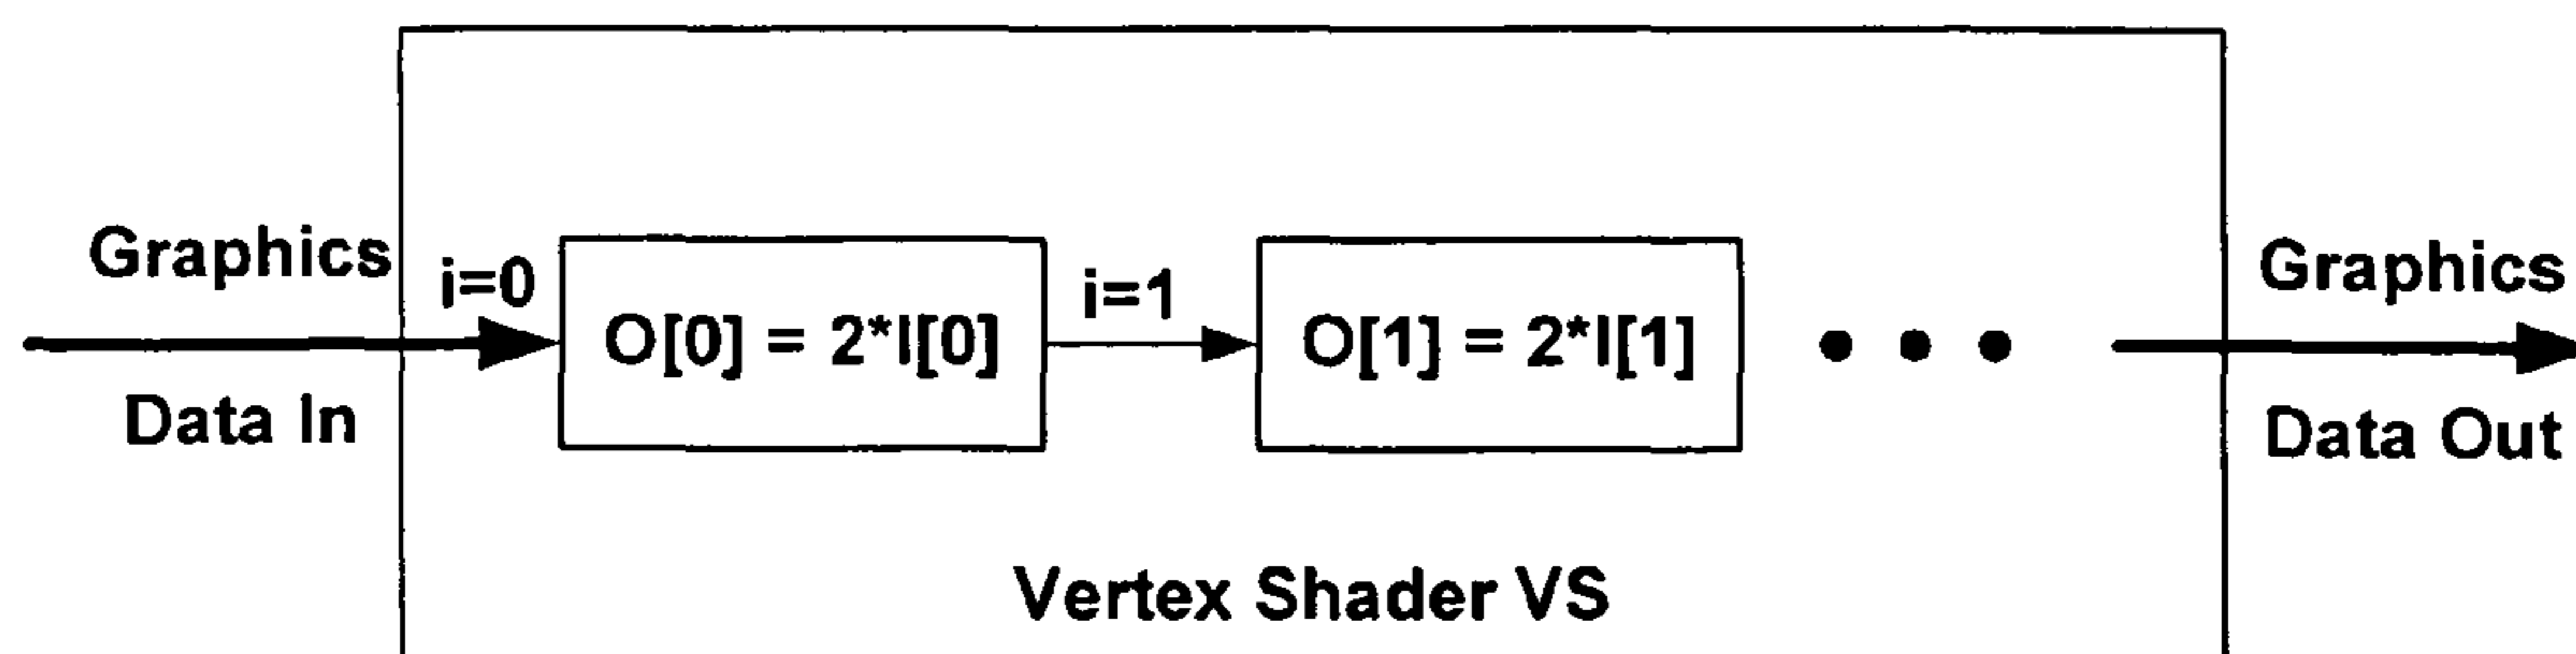 Graphics
Data In
i=0
O[0] = 2*I[0]
i=1
O[1] = 2*I[1]
Graphics
Data Out
Vertex Shader VS